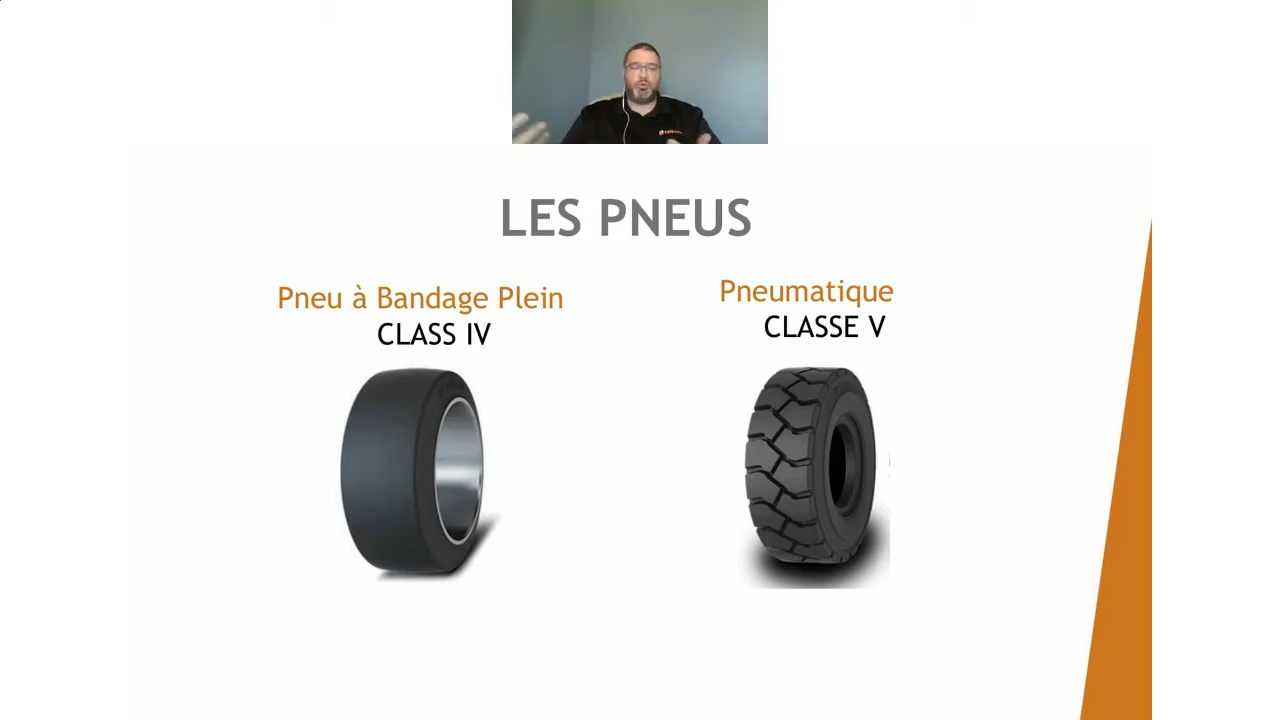 LES PNEUS
Pneu à Bandage Plein
CLASS IV
Pneumatique
CLASSE V